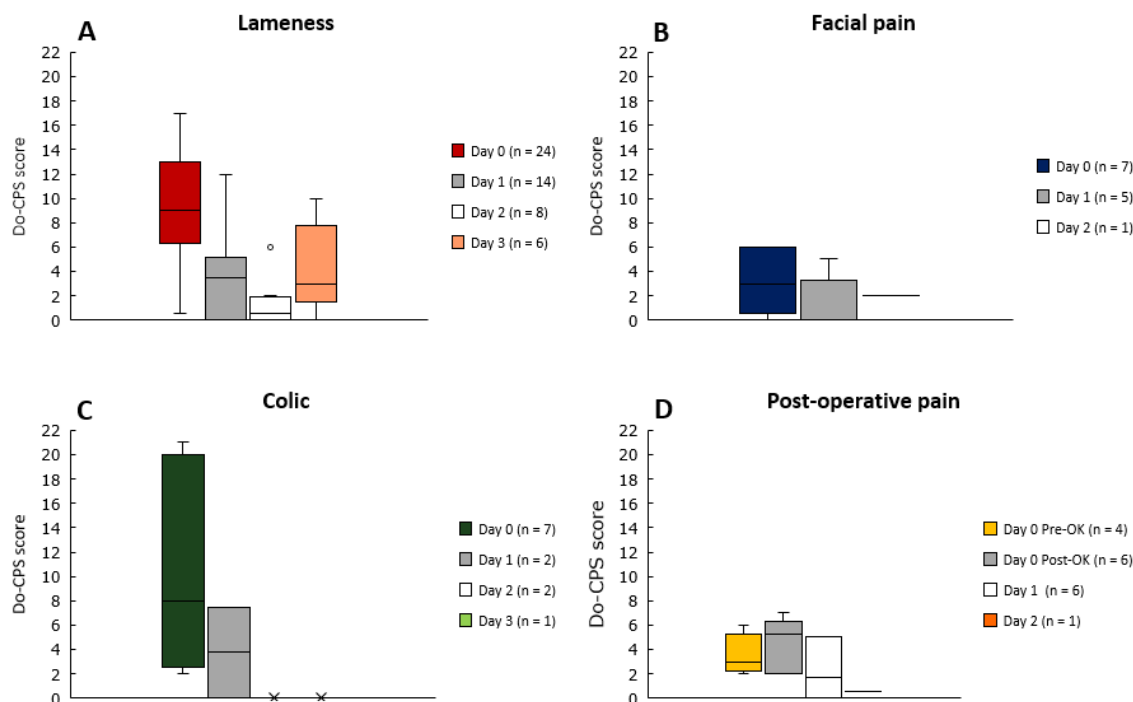 A
Lameness
22
20
18
16
14
12
10
8
6
4
2
0
Do-CPS score
Day 0 (n = 24)
Day 1 (n = 14)
Day 2 (n = 8)
Day 3 (n = 6)
B
Facial pain
22
20
18
16
14
12
10
8
6
4
2
0
Do-CPS score
Day 0 (n = 7)
Day 1 (n = 5)
Day 2 (n = 1)
C
Colic
22
20
18
16
14
12
10
8
6
4
2
0
Do-CPS score
Day 0 (n = 7)
Day 1 (n = 2)
Day 2 (n = 2)
Day 3 (n = 1)
D
Post-operative pain
22
20
18
16
14
12
10
8
6
4
2
0
Do-CPS score
Day 0 Pre-OK (n = 4)
Day 0 Post-OK (n = 6)
Day 1 (n = 6)
Day 2 (n = 1)